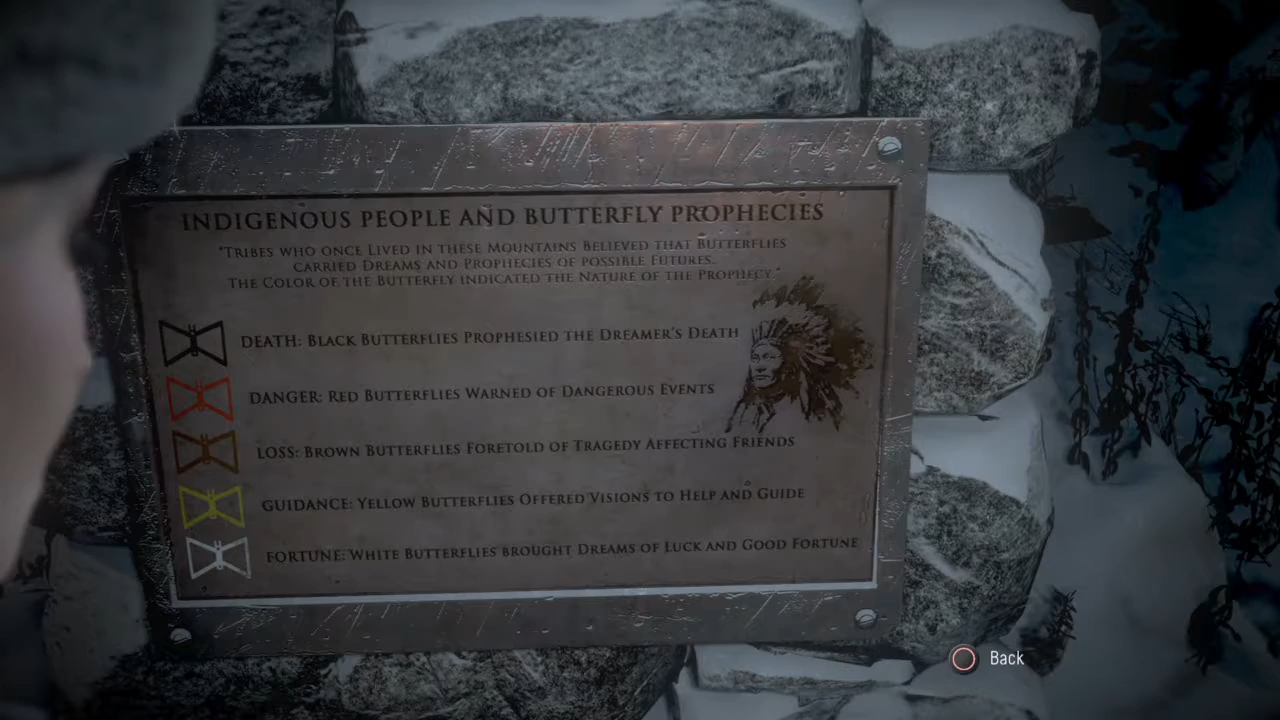 INDIGENOUS PEOPLE AND BUTTERFLY PROPHECIES
"TRIBES WHO ONCE LIVED IN THESE MOUNTAINS BELIEVED THAT BUTTERFLIES
CARRIED DREAMS AND PROPHECIES OF POSSIBLE FUTURES.
THE COLOR OF THE BUTTERFLY INDICATED THE NATURE OF THE PROPHECY."
DEATH: BLACK BUTTERFLIES PROPHESIED THE DREAMER'S DEATH
DANGER: RED BUTTERFLIES WARNED OF DANGEROUS EVENTS
LOSS: BROWN BUTTERFLIES FORETOLD OF TRAGEDY AFFECTING FRIENDS
GUIDANCE: YELLOW BUTTERFLIES OFFERED VISIONS TO HELP AND GUIDE
FORTUNE: WHITE BUTTERFLIES BROUGHT DREAMS OF LUCK AND GOOD FORTUNE
Back